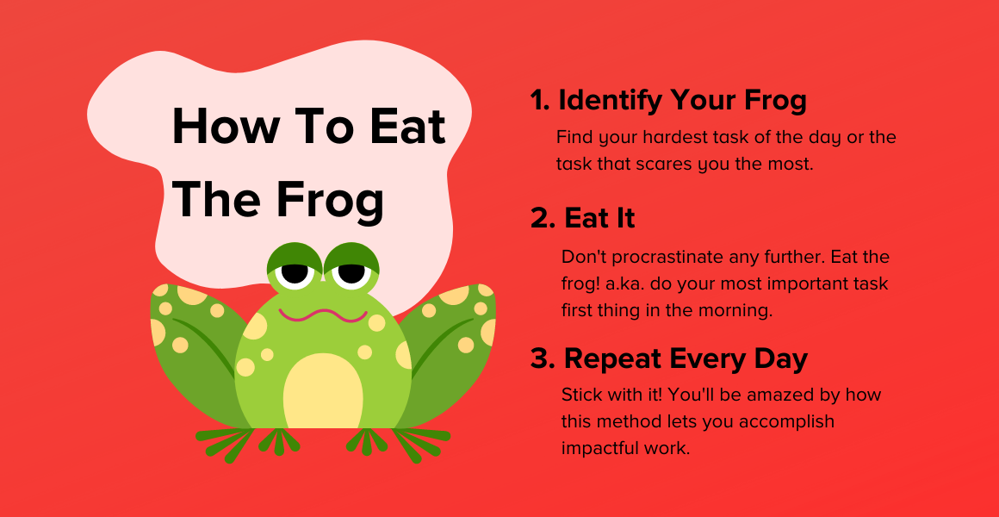 How To Eat
The Frog
1. Identify Your Frog
Find your hardest task of the day or the
task that scares you the most.
2. Eat It
Don't procrastinate any further. Eat the
frog! a.ka. do your most important task
first thing in the morning.
3. Repeat Every Day
Stick with it! You'll be amazed by how
this method lets you accomplish
impactful work.